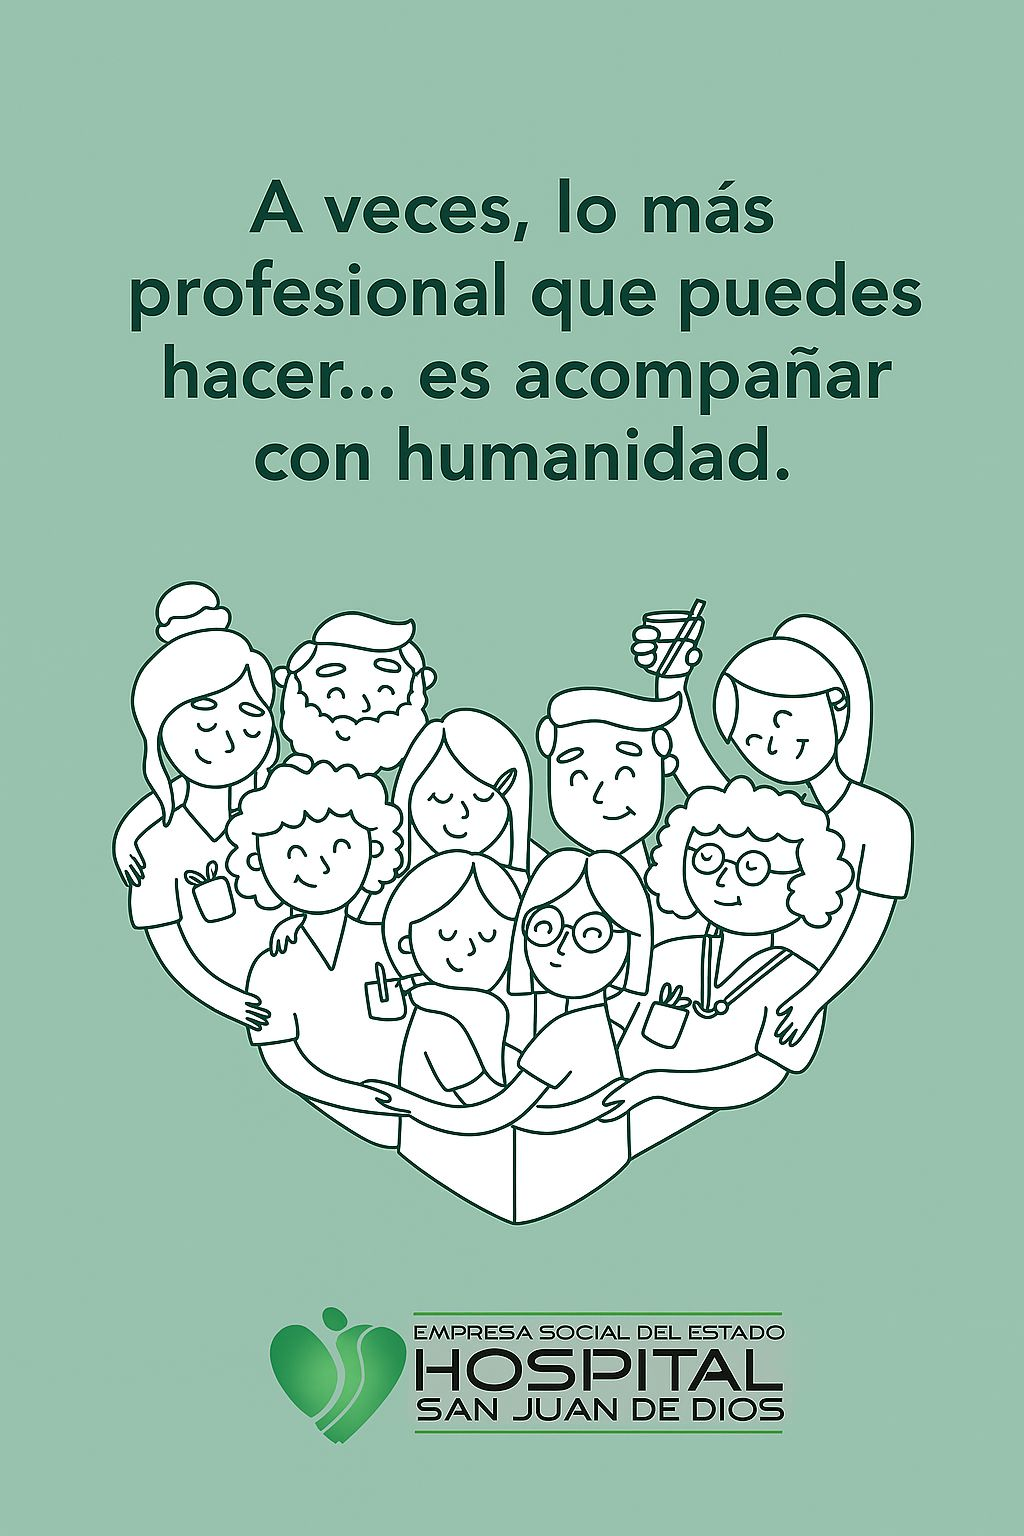 A veces, lo más
profesional que puedes
hacer... es acompañar
con humanidad.
EMPRESA SOCIAL DEL ESTADO
HOSPITAL
SAN JUAN DE DIOS